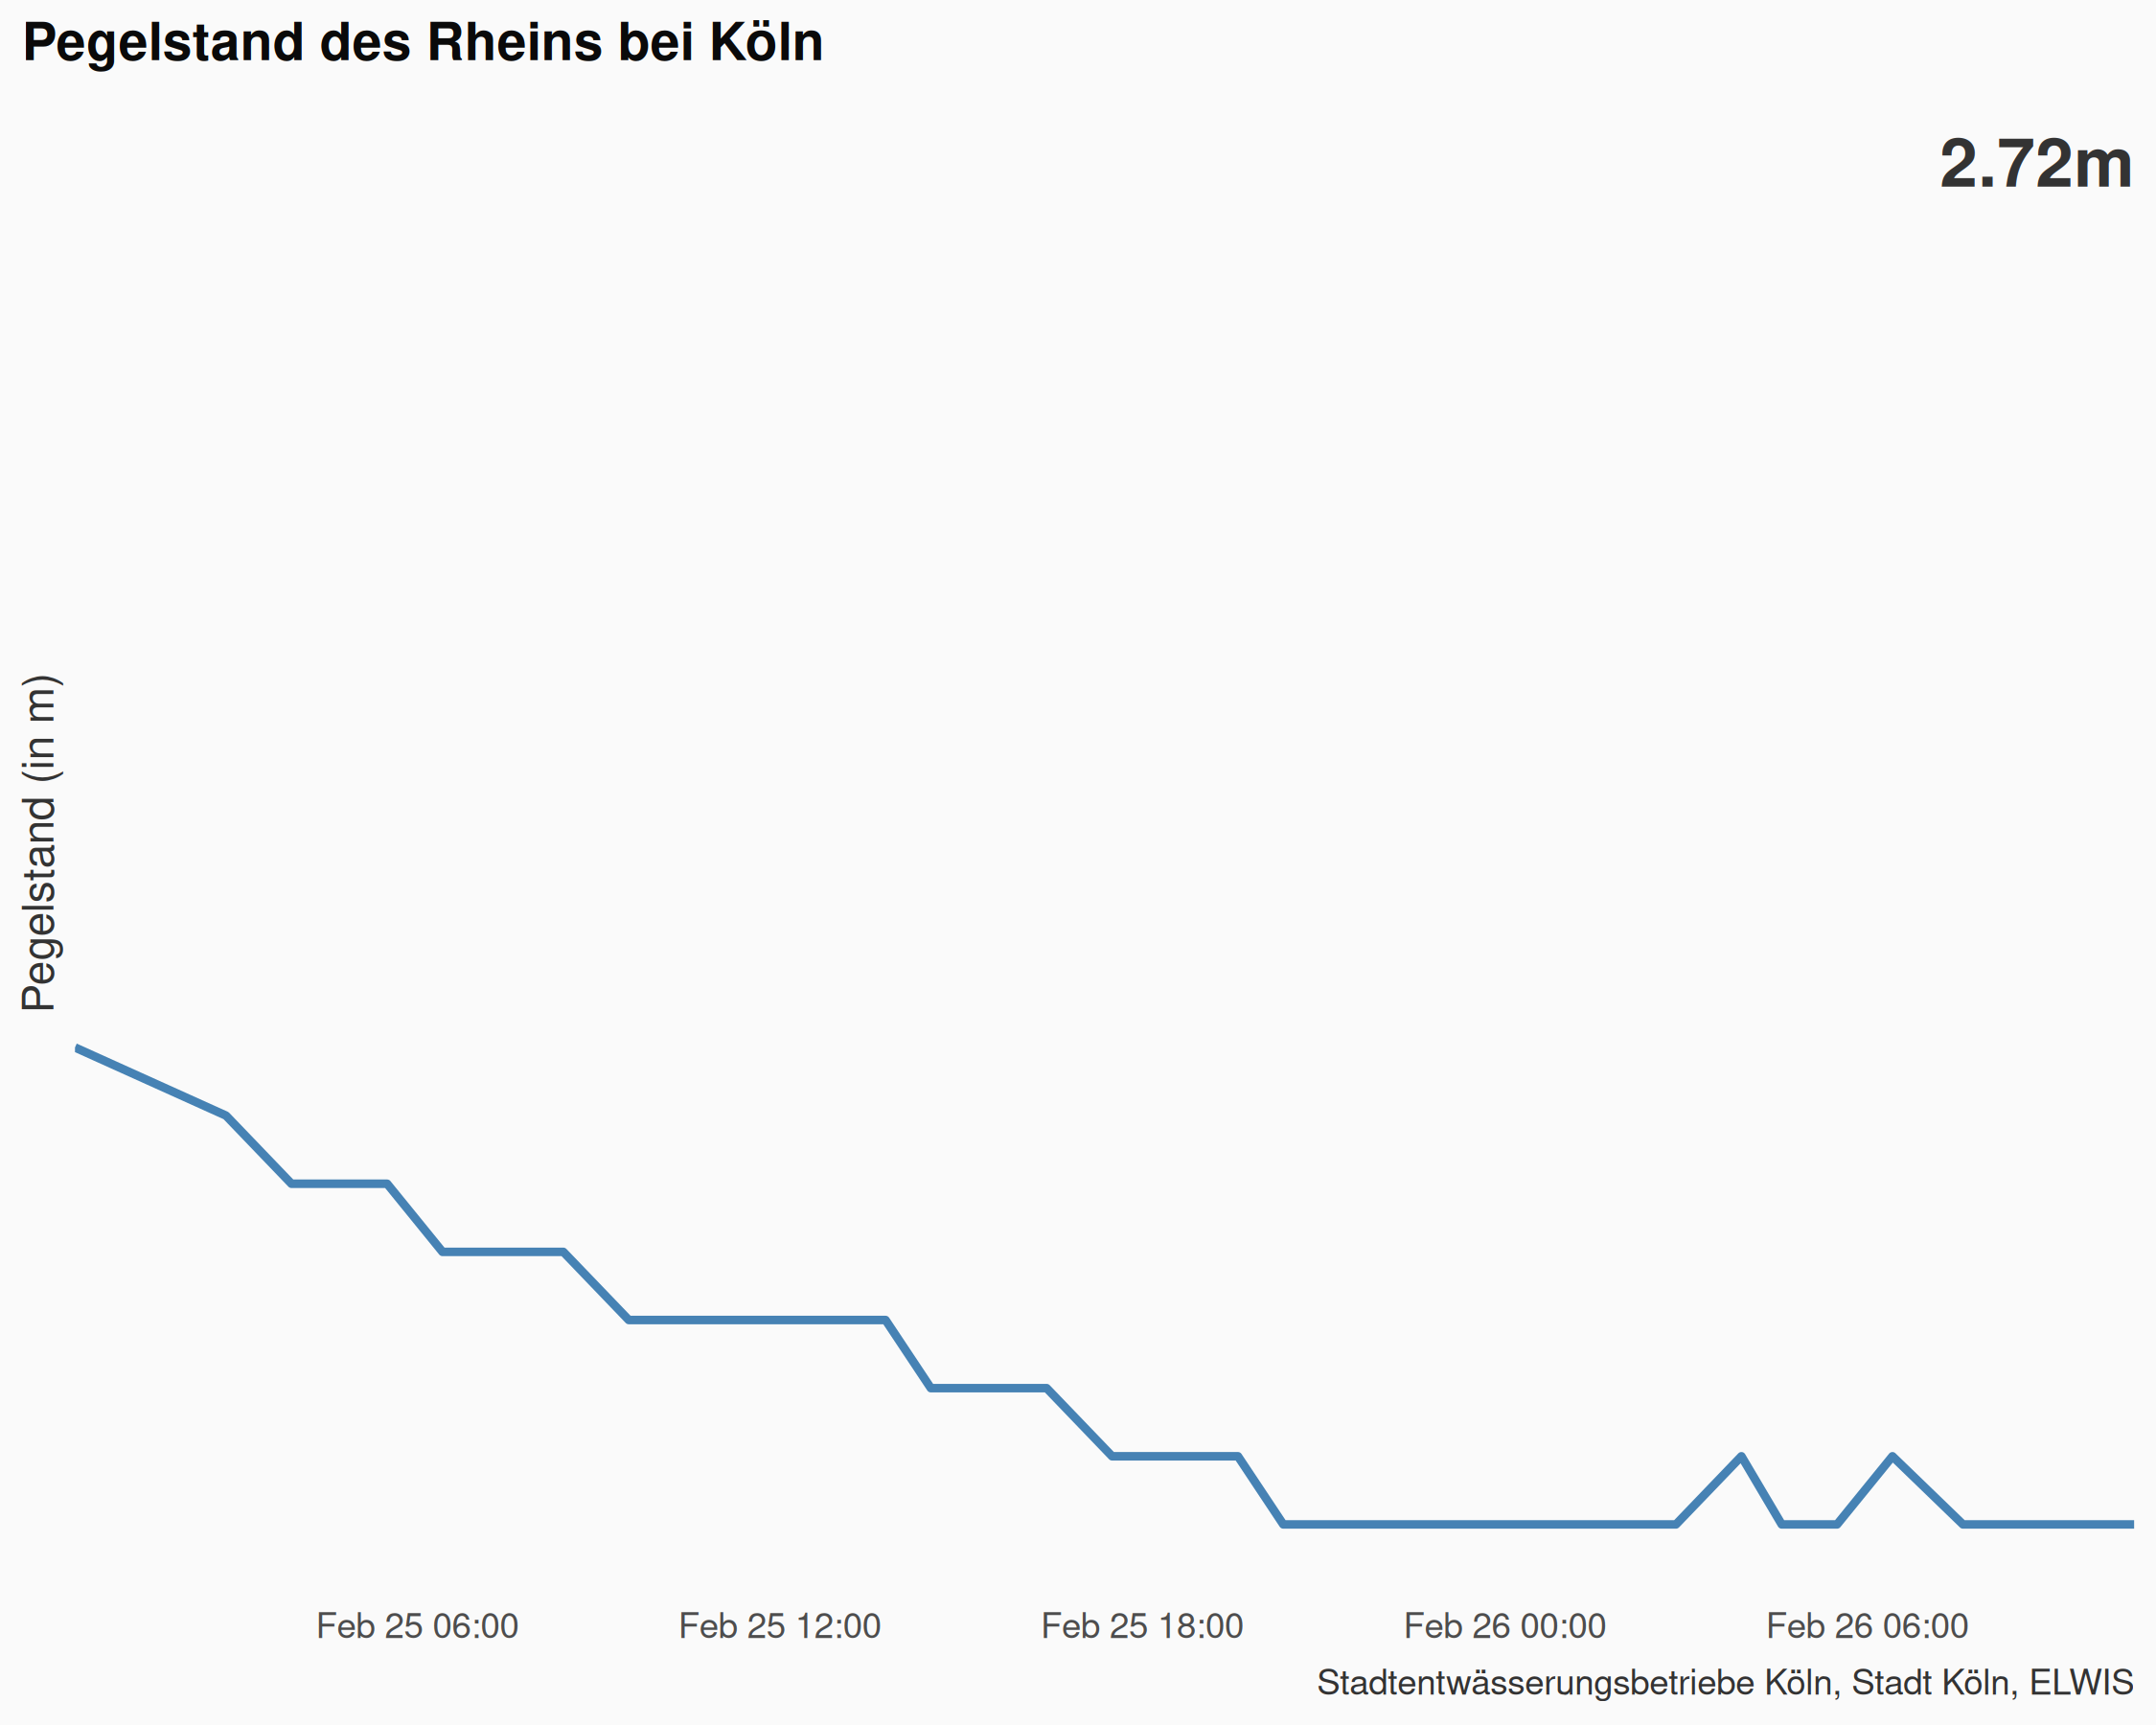 Pegelstand des Rheins bei Köln
2.72m
Pegelstand (in m)
Feb 25 06:00
Feb 25 12:00
Feb 25 18:00
Feb 26 00:00
Feb 26 06:00
Stadtentwässerungsbetriebe Köln, Stadt Köln, ELWIS